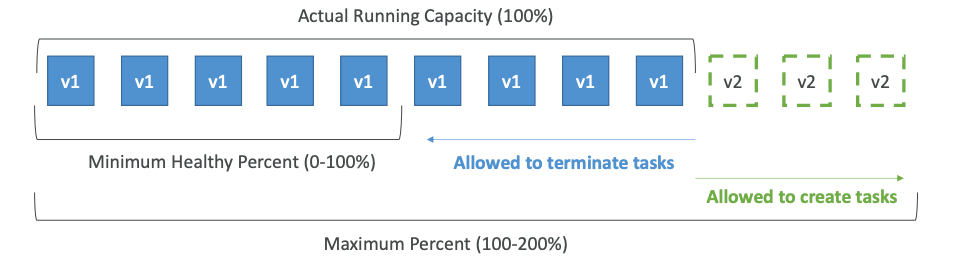 Actual Running Capacity (100%)
v1 v1 v1 v1 v1 v1 v1 v1 v1 v2 v2 v2
Minimum Healthy Percent (0-100%)
Allowed to terminate tasks
Allowed to create tasks
Maximum Percent (100-200%)